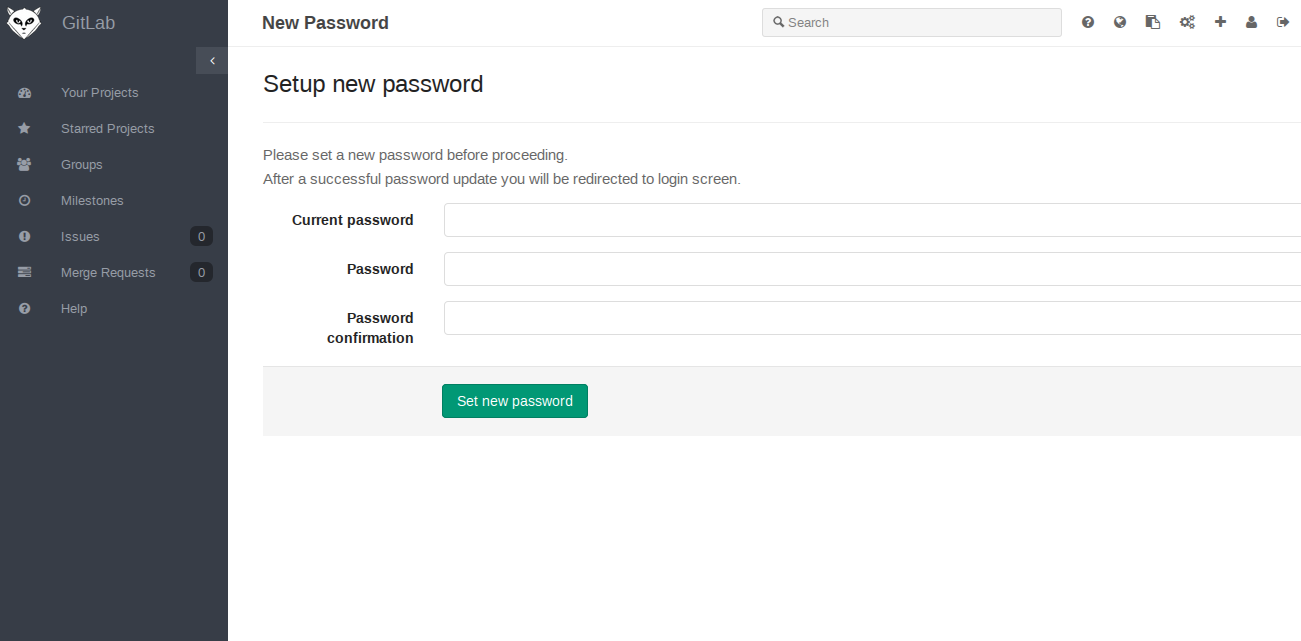 GitLab
New Password
Search
Your Projects
Starred Projects
Groups
Milestones
Issues 0
Merge Requests 0
Help
Setup new password
Please set a new password before proceeding.
After a successful password update you will be redirected to login screen.
Current password
Password
Password
confirmation
Set new password